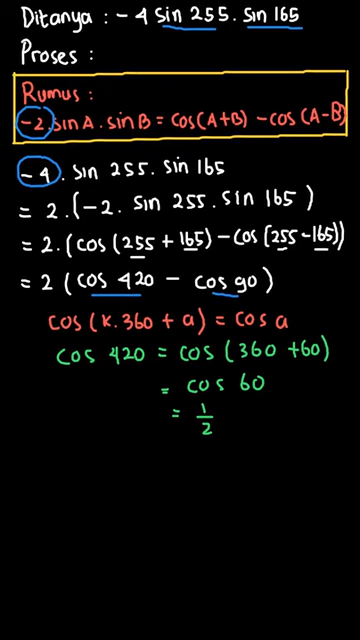 Ditanya : -4 sin 255. sin 165
Proses :
Rumus :
-2. sin A . sin B = cos(A+B) - cos(A-B)
-4. sin 255. sin 165
= 2. (-2. sin 255. sin 165)
= 2. (cos (255 + 165) - cos (255 - 165))
= 2 (cos 420 - cos 90)
cos (k. 360 + a) = cos a
cos 420 = cos (360 + 60)
= cos 60
= 1/2